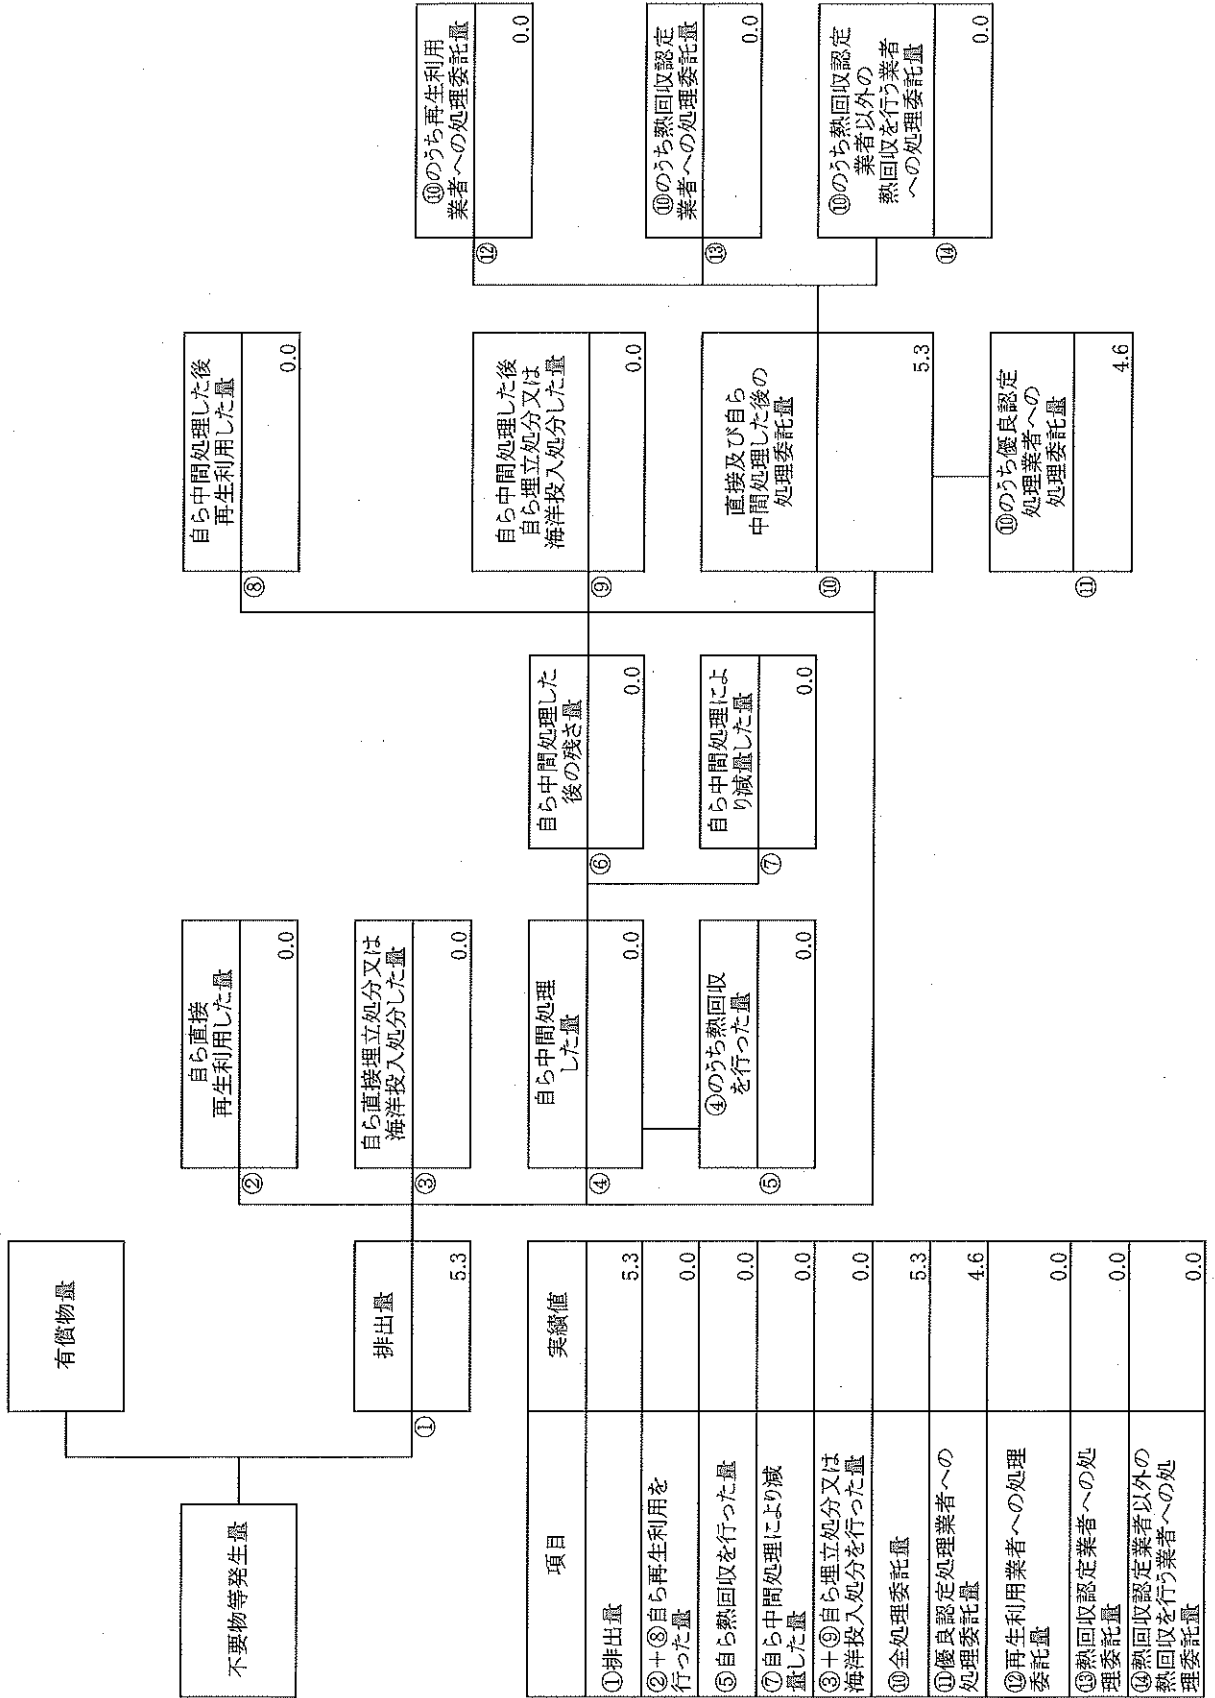 不要物等発生量
有償物量
①
排出量
5.3
②
自ら直接
再生利用した量
0.0
③
自ら直接埋立処分又は
海洋投入処分した量
0.0
④
自ら中間処理
した量
0.0
⑤
④のうち熱回収
を行った量
0.0
⑥
自ら中間処理した
後の残さ量
0.0
⑦
自ら中間処理によ
り減量した量
0.0
⑧
自ら中間処理した後
再生利用した量
0.0
⑨
自ら中間処理した後
自ら埋立処分又は
海洋投入処分した量
0.0
⑩
直接及び自ら
中間処理した後の
処理委託量
5.3
⑪
⑩のうち優良認定
処理業者への
処理委託量
4.6
⑫
⑩のうち再生利用
業者への処理委託量
0.0
⑬
⑩のうち熱回収認定
業者への処理委託量
0.0
⑭
⑩のうち熱回収認定
業者以外の
熱回収を行う業者
への処理委託量
0.0
項目 実績値
①排出量 5.3
②+⑧自ら再生利用を
行った量 0.0
⑤自ら熱回収を行った量 0.0
⑦自ら中間処理により減
量した量 0.0
③+⑨自ら埋立処分又は
海洋投入処分を行った量 0.0
⑩全処理委託量 5.3
⑪優良認定処理業者への
処理委託量 4.6
⑫再生利用業者への処理
委託量 0.0
⑬熱回収認定業者への処
理委託量 0.0
⑭熱回収認定業者以外の
熱回収を行う業者への処
理委託量 0.0